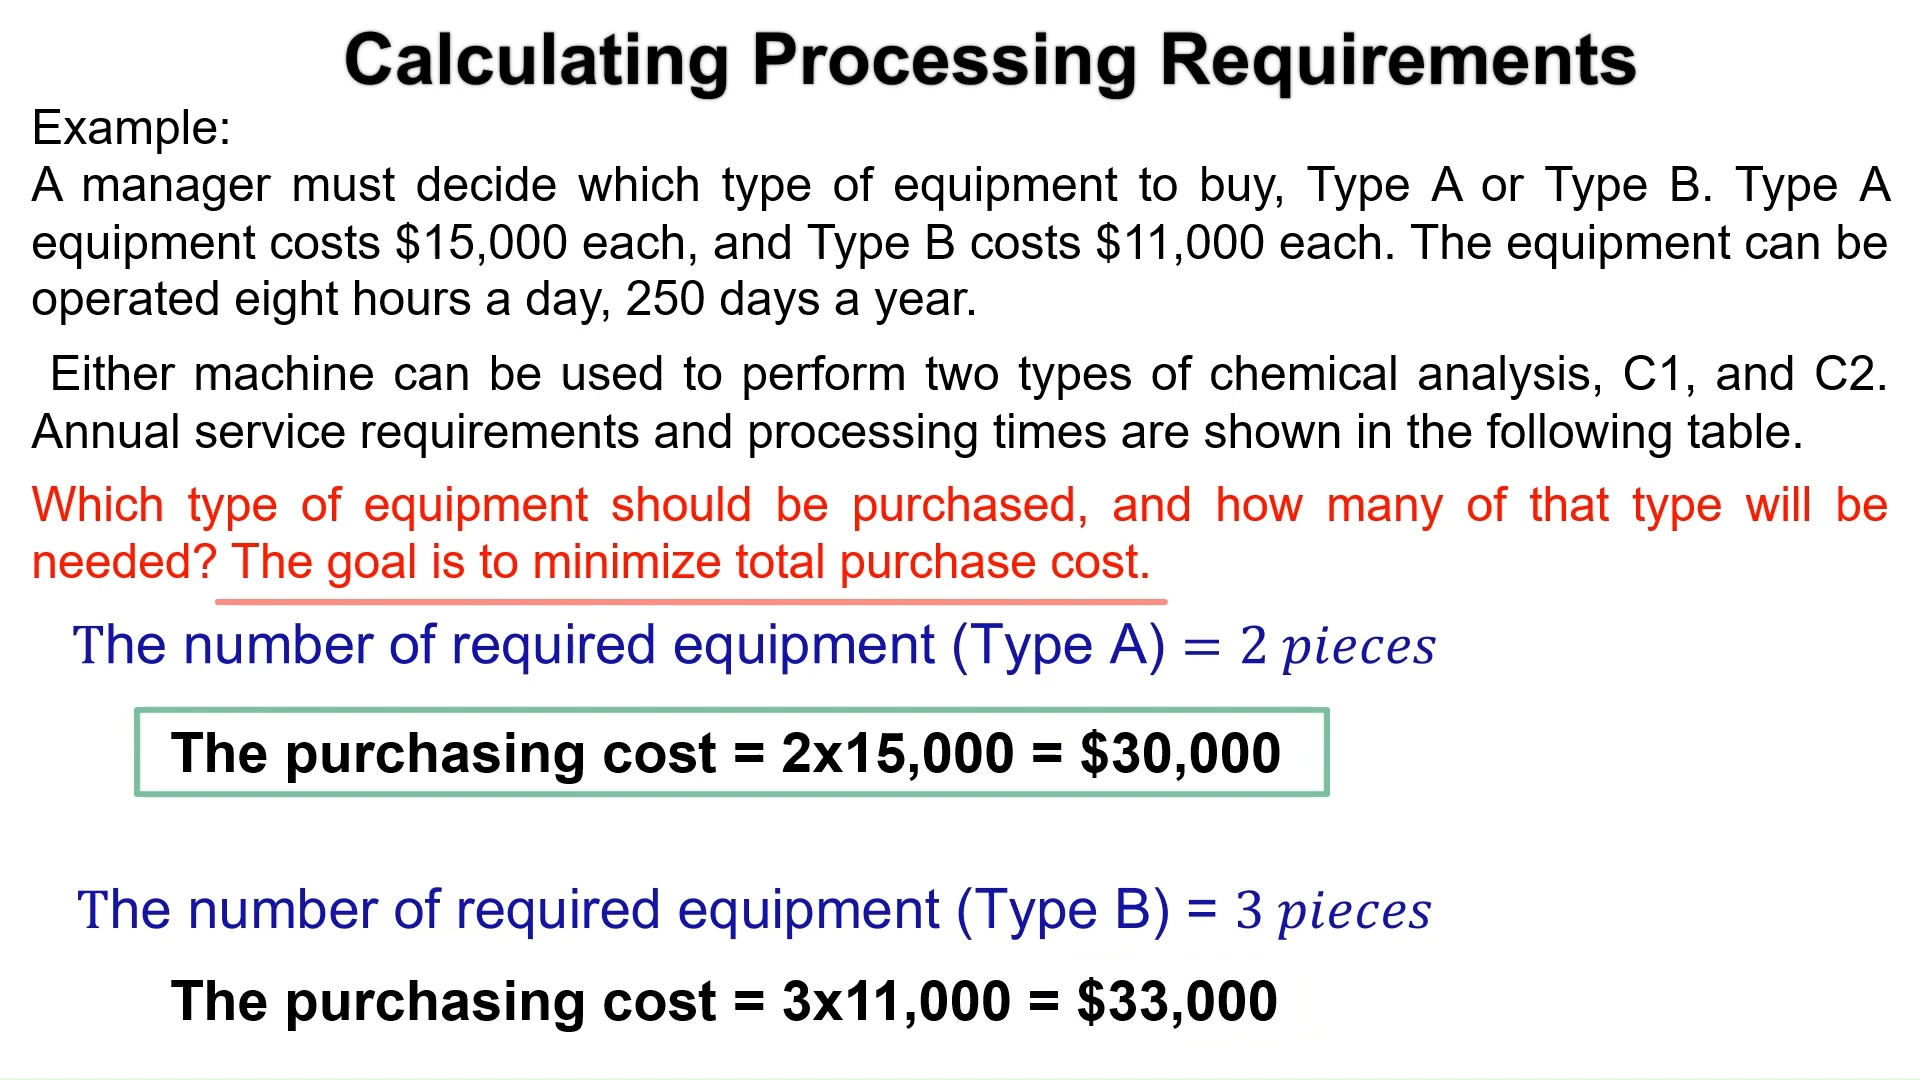 Calculating Processing Requirements
Example:
A manager must decide which type of equipment to buy, Type A or Type B. Type A
equipment costs $15,000 each, and Type B costs $11,000 each. The equipment can be
operated eight hours a day, 250 days a year.
Either machine can be used to perform two types of chemical analysis, C1, and C2.
Annual service requirements and processing times are shown in the following table.
Which type of equipment should be purchased, and how many of that type will be
needed? The goal is to minimize total purchase cost.
The number of required equipment (Type A) = 2 pieces
The purchasing cost = 2x15,000 = $30,000
The number of required equipment (Type B) = 3 pieces
The purchasing cost = 3x11,000 = $33,000